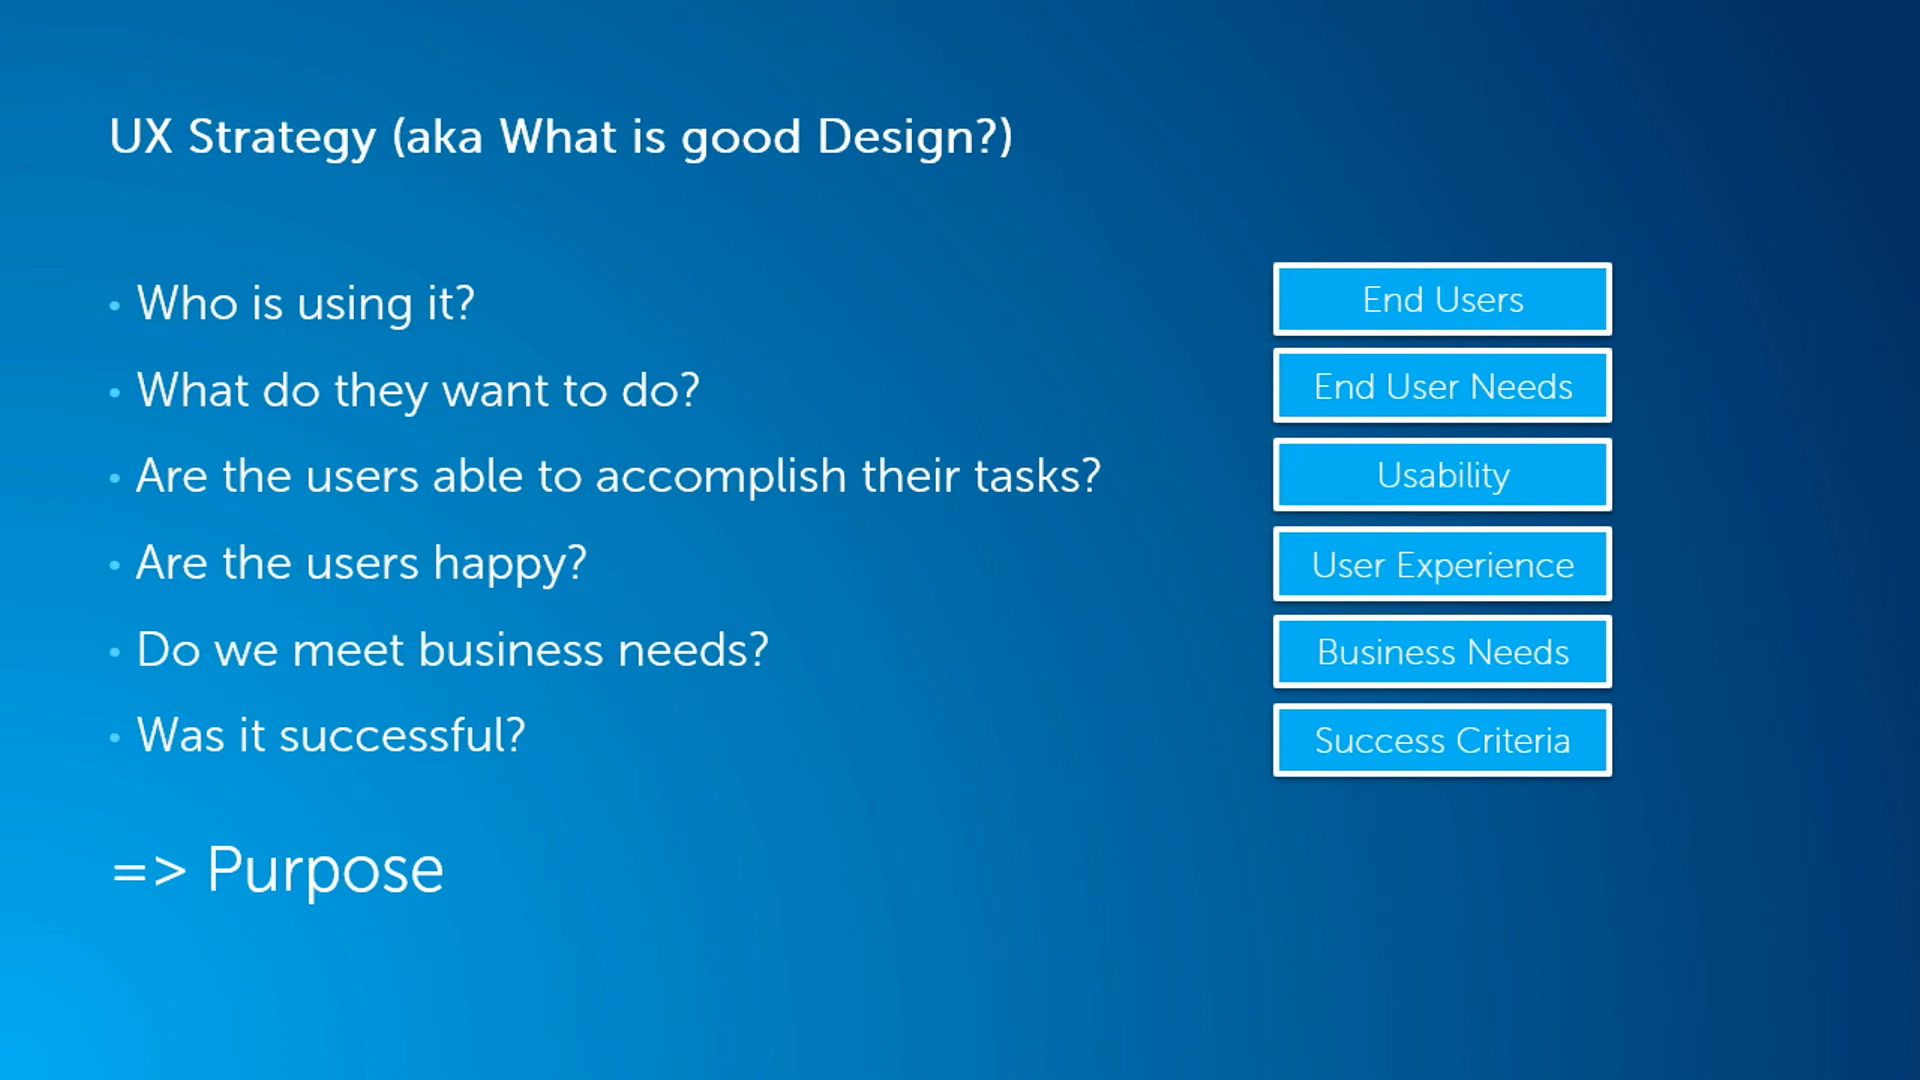 UX Strategy (aka What is good Design?)
• Who is using it?
End Users
• What do they want to do?
End User Needs
• Are the users able to accomplish their tasks?
Usability
• Are the users happy?
User Experience
• Do we meet business needs?
Business Needs
• Was it successful?
Success Criteria
=> Purpose